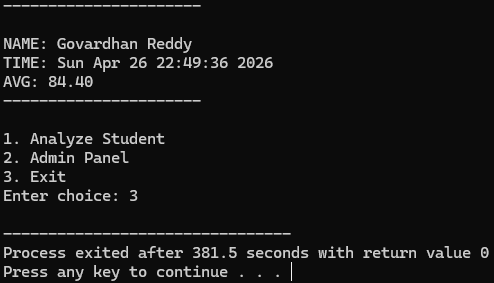 ----------------------
NAME: Govardhan Reddy
TIME: Sun Apr 26 22:49:36 2026
AVG: 84.40
----------------------
1. Analyze Student
2. Admin Panel
3. Exit
Enter choice: 3
--------------------------------
Process exited after 381.5 seconds with return value 0
Press any key to continue . . .